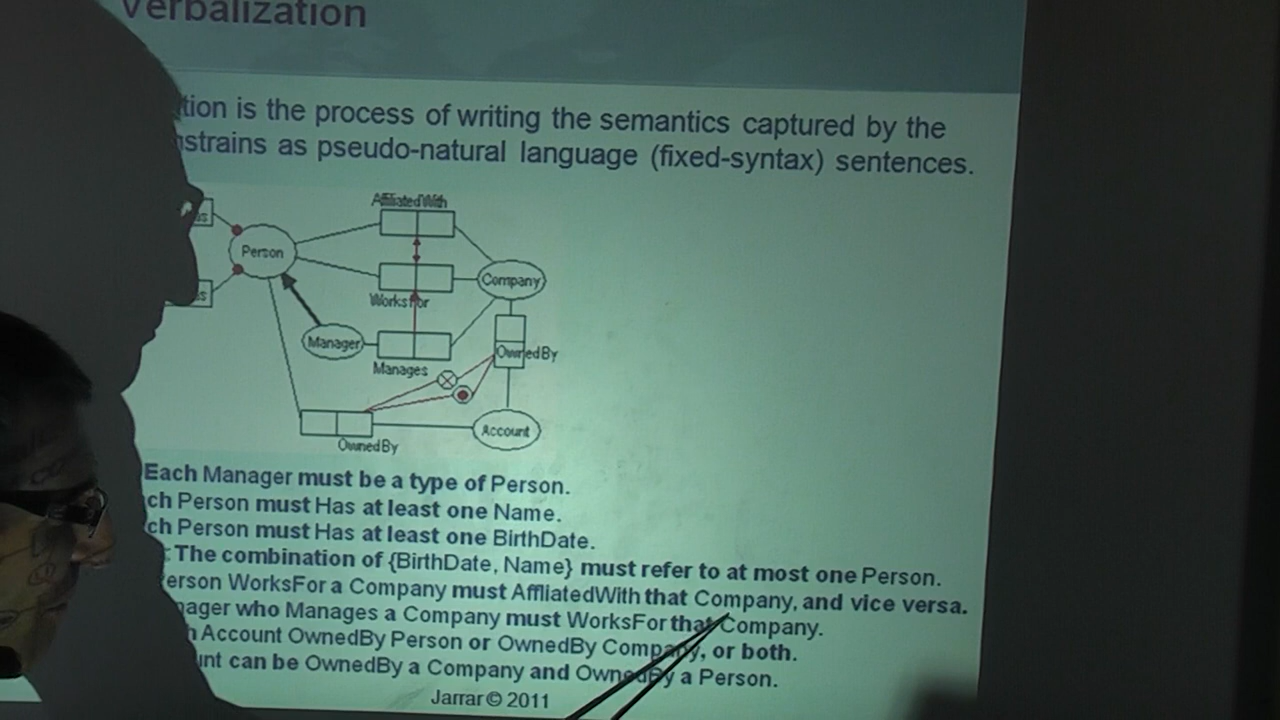 Verbalization
tion is the process of writing the semantics captured by the
nstrains as pseudo-natural language (fixed-syntax) sentences.
AffiliatedWith
Person
Company
WorksFor
Manager
OwnedBy
Manages
Account
OwnedBy
Each Manager must be a type of Person.
ch Person must Has at least one Name.
ch Person must Has at least one BirthDate.
: The combination of {BirthDate, Name} must refer to at most one Person.
erson WorksFor a Company must AffliatedWith that Company, and vice versa.
nager who Manages a Company must WorksFor that Company.
h Account OwnedBy Person or OwnedBy Company, or both.
unt can be OwnedBy a Company and OwnedBy a Person.
Jarrar © 2011